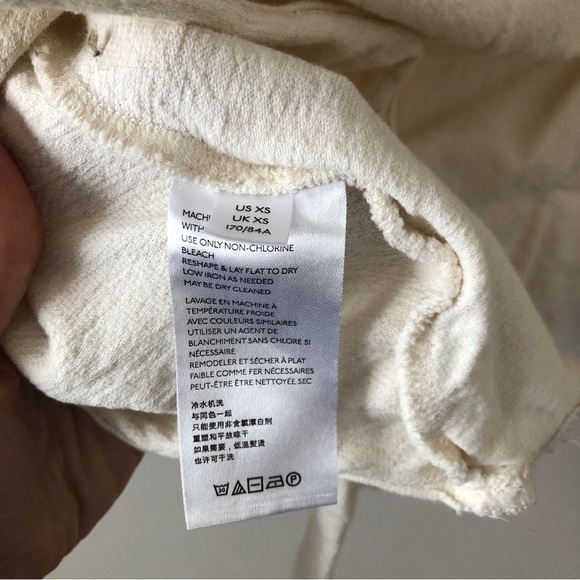 US XS
UK XS
170/84A
MACHI
WITH
USE ONLY NON-CHLORINE
BLEACH
RESHAPE & LAY FLAT TO DRY
LOW IRON AS NEEDED
MAY BE DRY CLEANED
LAVAGE EN MACHINE À
TEMPÉRATURE FROIDE
AVEC COULEURS SIMILAIRES
UTILISER UN AGENT DE
BLANCHIMENT SANS CHLORE SI
NÉCESSAIRE
REMODELER ET SÉCHER À PLAT
FAIBLE COMME FER NÉCESSAIRES
PEUT-ÊTRE ÊTRE NETTOYÉE SEC
冷水机洗
与同色一起
只能使用非含氯漂白剂
重塑和平放晾干
如果需要，低温熨烫
也许可干洗
30
P